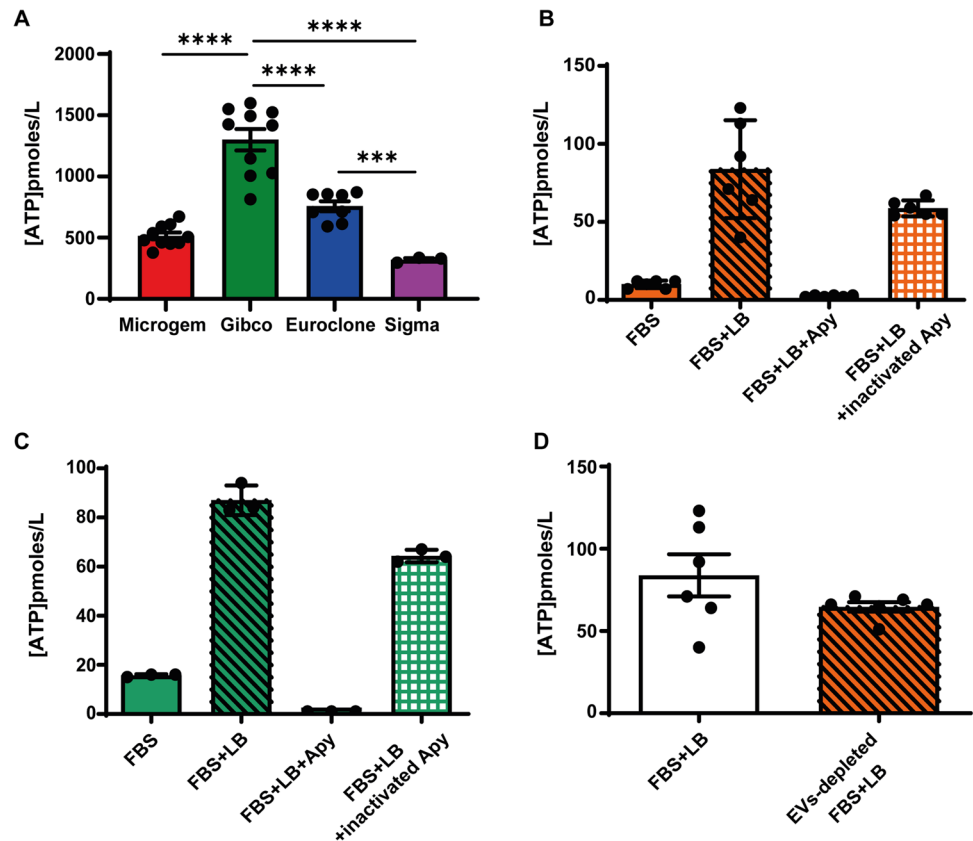 A
[ATP]pmoles/L
2000
1500
1000
500
0
****
****
****
***
Microgem Gibco Euroclone Sigma
B
[ATP]pmoles/L
150
100
50
0
FBS
FBS+LB
FBS+LB+Apy
FBS+LB
+inactivated Apy
C
[ATP]pmoles/L
100
80
60
40
20
0
FBS
FBS+LB
FBS+LB+Apy
FBS+LB
+inactivated Apy
D
[ATP]pmoles/L
150
100
50
0
FBS+LB
EVs-depleted
FBS+LB